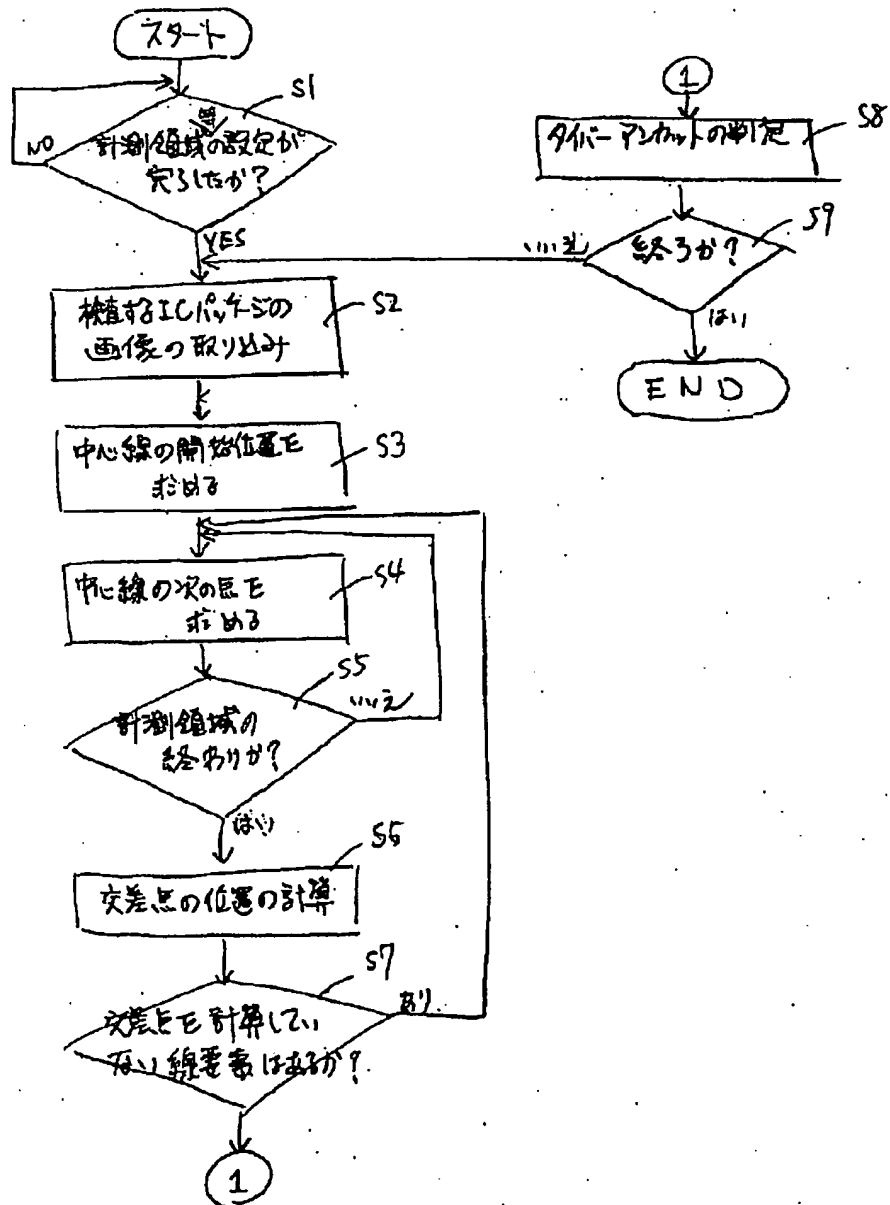 スタート
S1
計測領域の設定が
完了したか?
NO
YES
検査するICパッケージの
画像の取り込み
S2
中心線の開始位置を
求める
S3
中心線の次の点を
求める
S4
S5
計測領域の
終わりか?
いいえ
はい
S6
交差点の位置の計算
S7
交差点を計算してい
ない線要素はあるか?
あり
1
1
タイバーアンカットの判定
S8
S9
終了か?
いいえ
はい
END